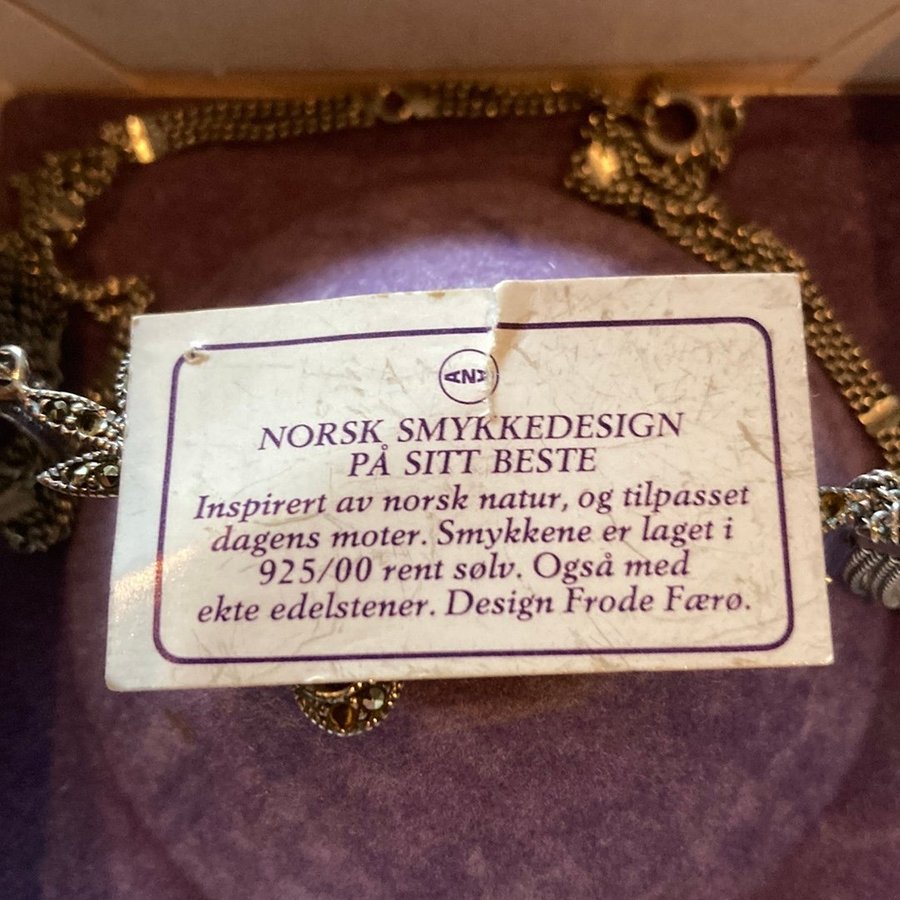 NORSK SMYKKEDESIGN
PÅ SITT BESTE
Inspirert av norsk natur, og tilpasset
dagens moter. Smykkene er laget i
925/00 rent sølv. Også med
ekte edelstener. Design Frode Færø.